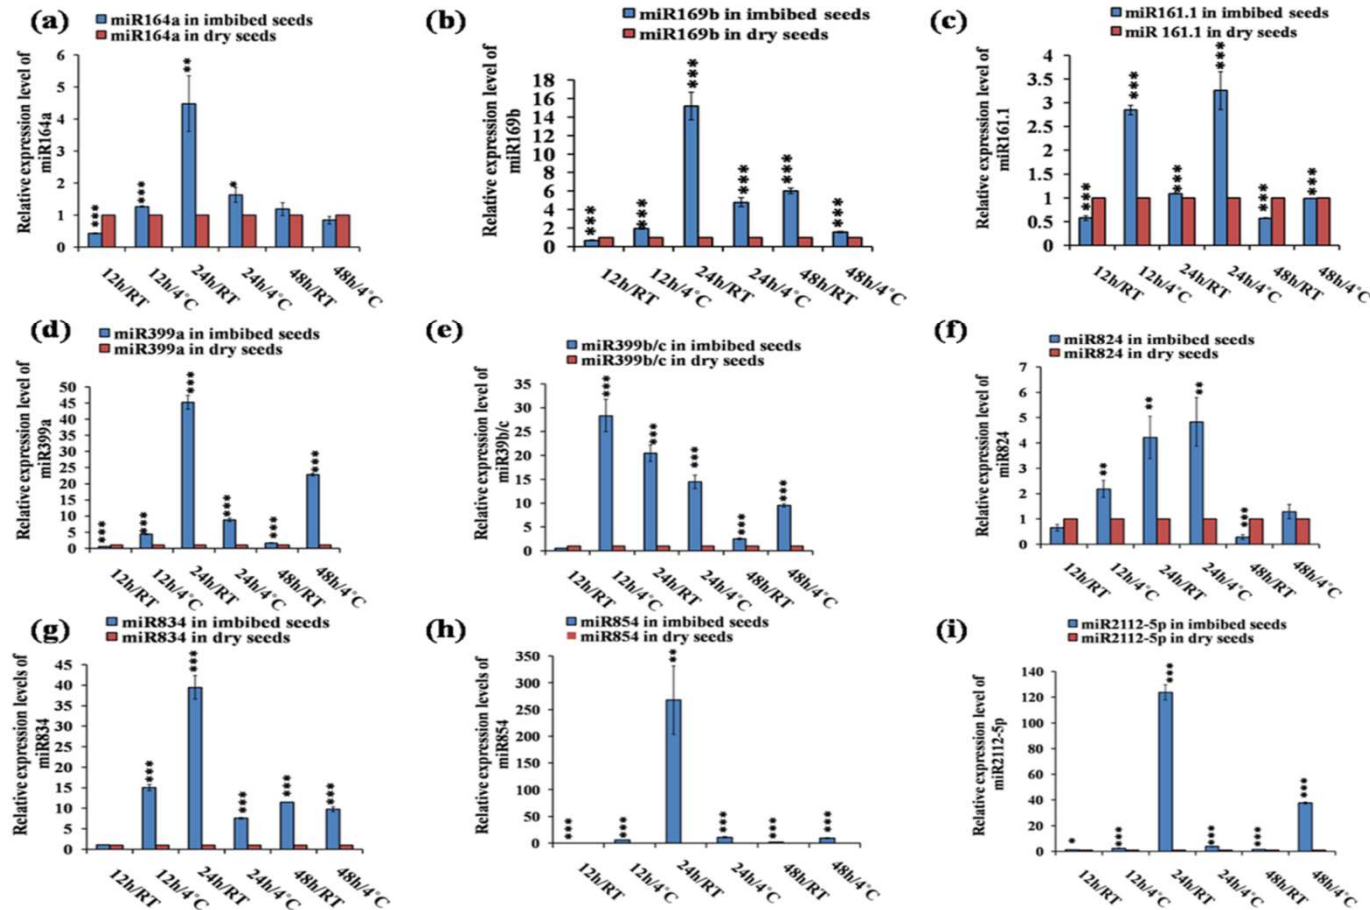 (a)
miR164a in imbibed seeds
miR164a in dry seeds
Relative expression level of
miR164a
7
6
5
4
3
2
1
0
***
***
**
*
12h/RT
12h/4°C
24h/RT
24h/4°C
48h/RT
48h/4°C
(b)
miR169b in imbibed seeds
miR169b in dry seeds
Relative expression level of
miR169b
18
16
14
12
10
8
6
4
2
0
***
***
***
***
***
***
12h/RT
12h/4°C
24h/RT
24h/4°C
48h/RT
48h/4°C
(c)
miR161.1 in imbibed seeds
miR 161.1 in dry seeds
Relative expression level of
miR161.1
4
3.5
3
2.5
2
1.5
1
0.5
0
***
***
***
***
***
***
12h/RT
12h/4°C
24h/RT
24h/4°C
48h/RT
48h/4°C
(d)
miR399a in imbibed seeds
miR399a in dry seeds
Relative expression level of
miR399a
50
45
40
35
30
25
20
15
10
5
0
***
***
***
***
***
***
12h/RT
12h/4°C
24h/RT
24h/4°C
48h/RT
48h/4°C
(e)
miR399b/c in imbibed seeds
miR399b/c in dry seeds
Relative expression level of
miR39b/c
35
30
25
20
15
10
5
0
***
***
***
***
***
12h/RT
12h/4°C
24h/RT
24h/4°C
48h/RT
48h/4°C
(f)
miR824 in imbibed seeds
miR824 in dry seeds
Relative expression level of
miR824
7
6
5
4
3
2
1
0
**
**
**
***
12h/RT
12h/4°C
24h/RT
24h/4°C
48h/RT
48h/4°C
(g)
miR834 in imbibed seeds
miR834 in dry seeds
Relative expression levels of
miR834
45
40
35
30
25
20
15
10
5
0
***
***
***
***
***
12h/RT
12h/4°C
24h/RT
24h/4°C
48h/RT
48h/4°C
(h)
miR854 in imbibed seeds
miR854 in dry seeds
Relative expression levels of
miR854
350
300
250
200
150
100
50
0
***
***
**
***
***
***
12h/RT
12h/4°C
24h/RT
24h/4°C
48h/RT
48h/4°C
(i)
miR2112-5p in imbibed seeds
miR2112-5p in dry seeds
Relative expression level of
miR2112-5p
140
120
100
80
60
40
20
0
*
***
***
***
***
***
12h/RT
12h/4°C
24h/RT
24h/4°C
48h/RT
48h/4°C